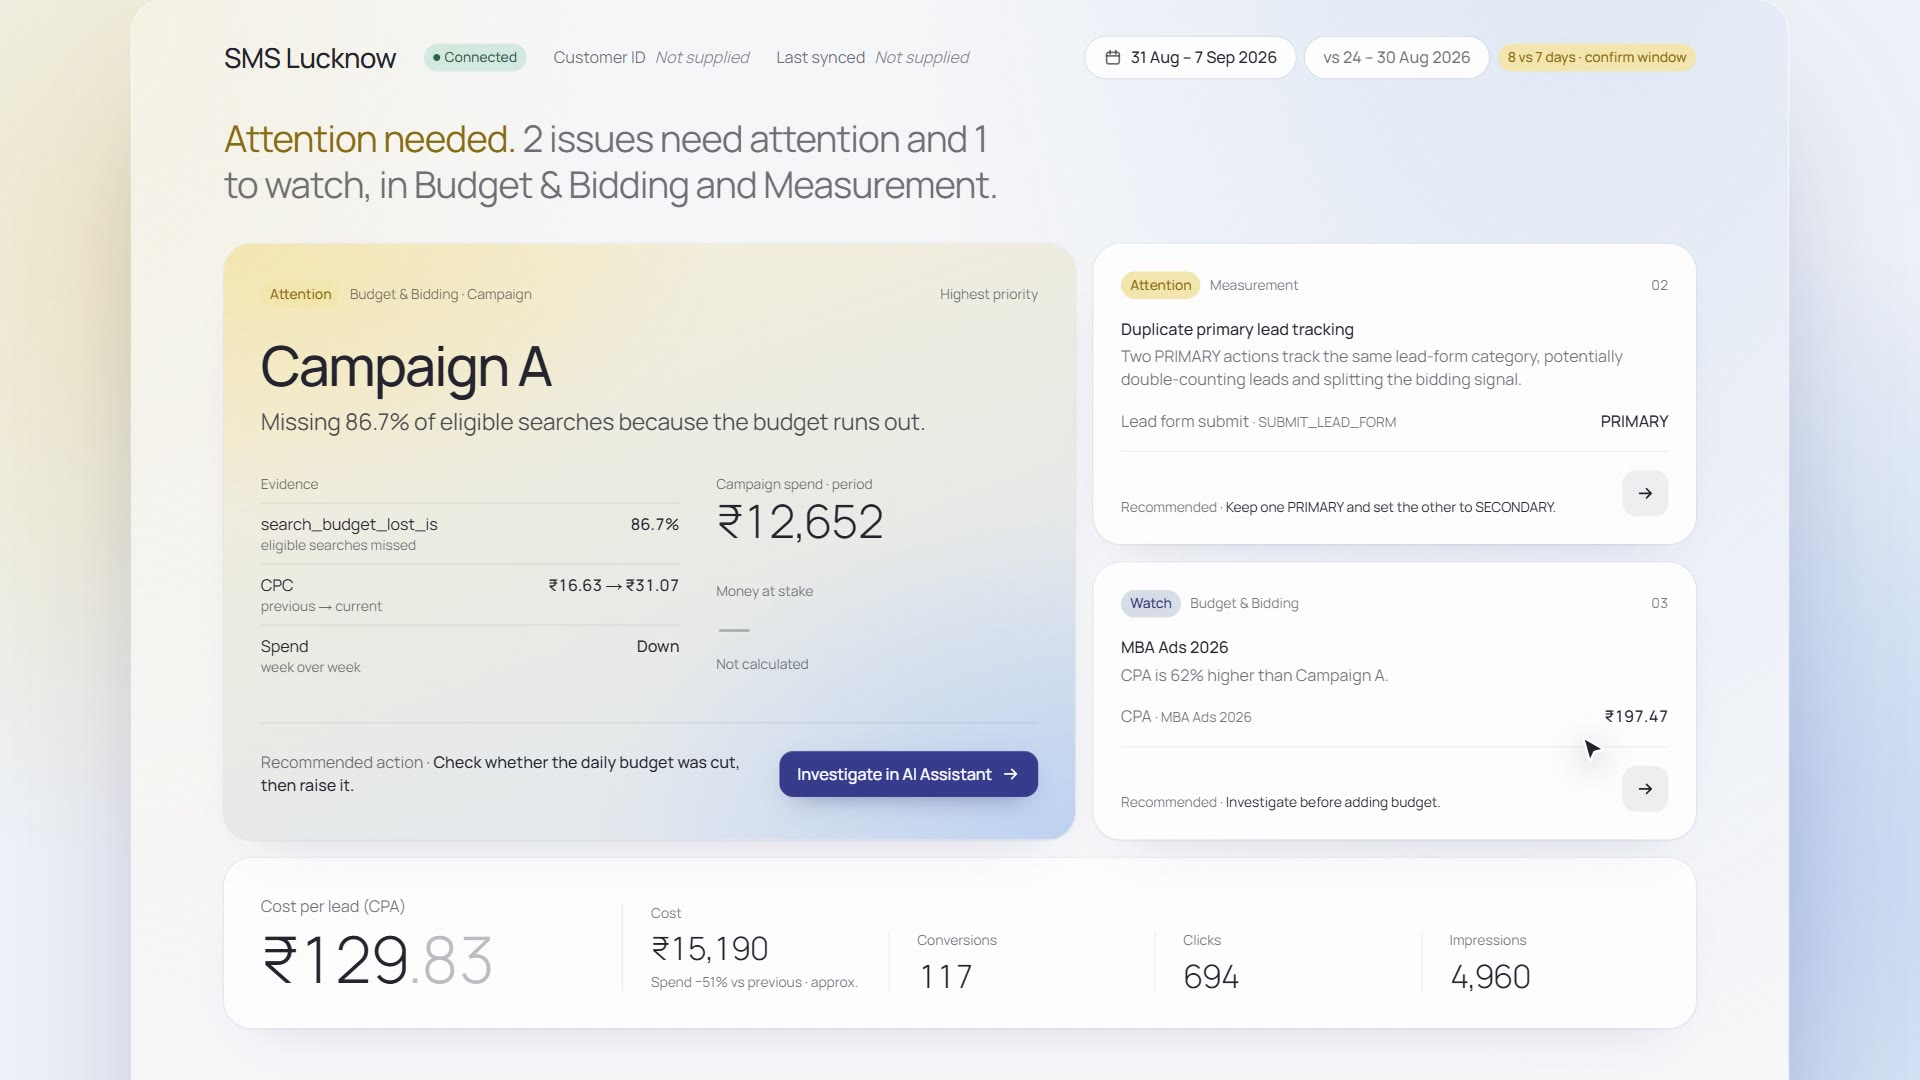 SMS Lucknow
Connected
Customer ID Not supplied
Last synced Not supplied
31 Aug – 7 Sep 2026
vs 24 – 30 Aug 2026
8 vs 7 days · confirm window
Attention needed. 2 issues need attention and 1
to watch, in Budget & Bidding and Measurement.
Attention
Budget & Bidding · Campaign
Highest priority
Campaign A
Missing 86.7% of eligible searches because the budget runs out.
Evidence
search_budget_lost_is 86.7%
eligible searches missed
CPC ₹16.63 → ₹31.07
previous → current
Spend Down
week over week
Campaign spend · period
₹12,652
Money at stake
—
Not calculated
Recommended action · Check whether the daily budget was cut,
then raise it.
Investigate in AI Assistant →
Attention
Measurement
02
Duplicate primary lead tracking
Two PRIMARY actions track the same lead-form category, potentially
double-counting leads and splitting the bidding signal.
Lead form submit · SUBMIT_LEAD_FORM PRIMARY
Recommended · Keep one PRIMARY and set the other to SECONDARY.
→
Watch
Budget & Bidding
03
MBA Ads 2026
CPA is 62% higher than Campaign A.
CPA · MBA Ads 2026 ₹197.47
Recommended · Investigate before adding budget.
→
Cost per lead (CPA)
₹129.83
Cost
₹15,190
Spend −51% vs previous · approx.
Conversions
117
Clicks
694
Impressions
4,960